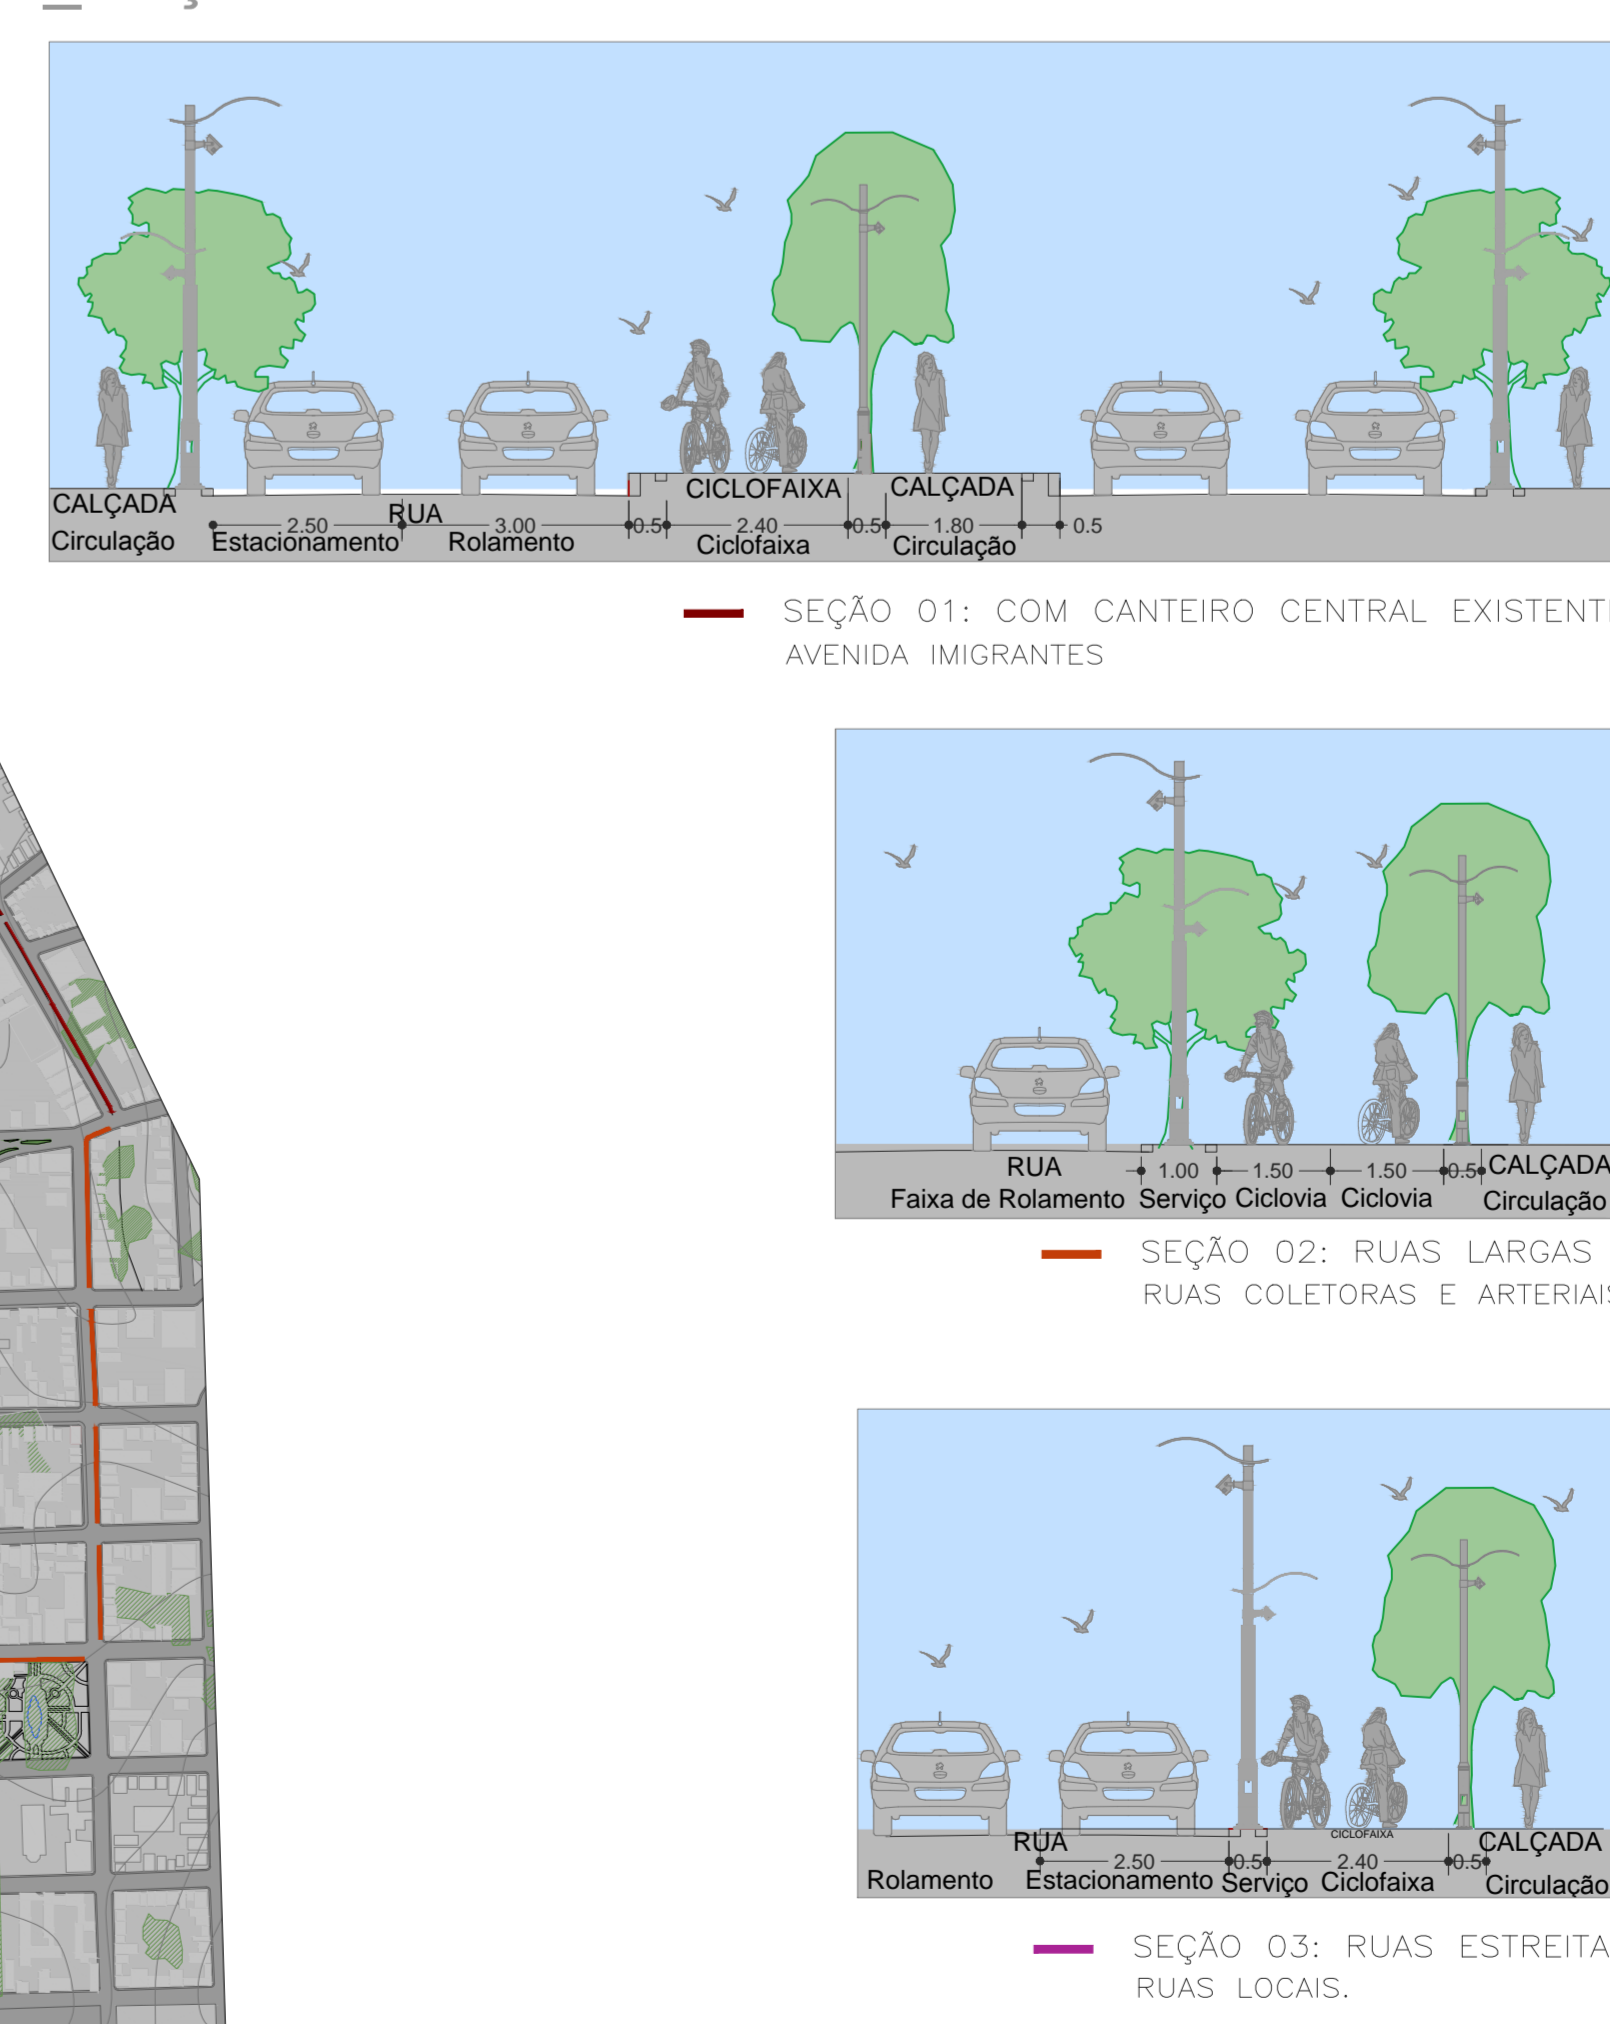 CALÇADA CICLOFAIXA CALÇADA
RUA
2.50 3.00 0.5 2.40 0.5 1.80 0.5
Circulação Estacionamento Rolamento Ciclofaixa Circulação
SEÇÃO 01: COM CANTEIRO CENTRAL
AVENIDA IMIGRANTES
RUA 1.00 1.50 1.50 0.5 CALÇADA
Faixa de Rolamento Serviço Ciclovia Ciclovia Circulação
SEÇÃO 02: RUAS LARGAS
RUAS COLETORAS E ARTERIAIS
RUA CICLOFAIXA CALÇADA
2.50 0.5 2.40 0.5
Rolamento Estacionamento Serviço Ciclofaixa Circulação
SEÇÃO 03: RUAS ESTREITA
RUAS LOCAIS.